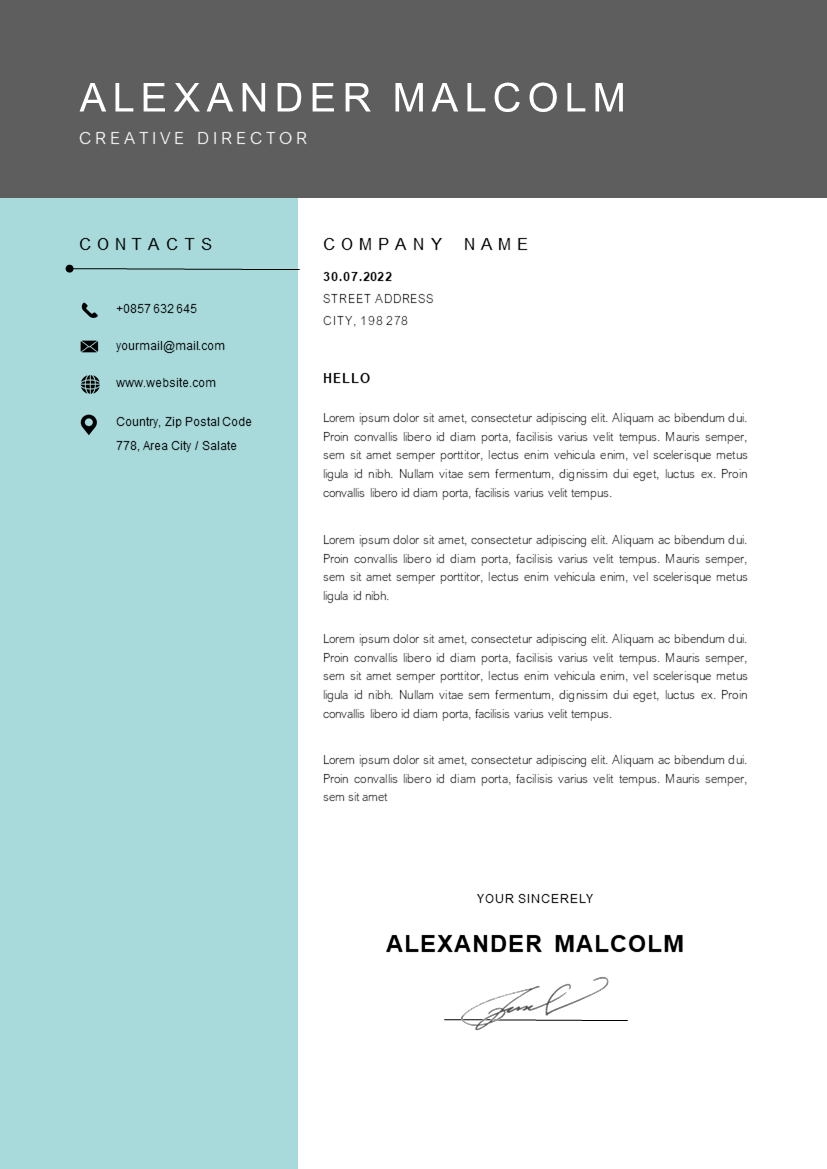 ALEXANDER MALCOLM
CREATIVE DIRECTOR
CONTACTS
+0857 632 645
yourmail@mail.com
www.website.com
Country, Zip Postal Code
778, Area City / Salate
COMPANY NAME
30.07.2022
STREET ADDRESS
CITY, 198 278
HELLO
Lorem ipsum dolor sit amet, consectetur adipiscing elit. Aliquam ac bibendum dui.
Proin convallis libero id diam porta, facilisis varius velit tempus. Mauris semper,
sem sit amet semper porttitor, lectus enim vehicula enim, vel scelerisque metus
ligula id nibh. Nullam vitae sem fermentum, dignissim dui eget, luctus ex. Proin
convallis libero id diam porta, facilisis varius velit tempus.
Lorem ipsum dolor sit amet, consectetur adipiscing elit. Aliquam ac bibendum dui.
Proin convallis libero id diam porta, facilisis varius velit tempus. Mauris semper,
sem sit amet semper porttitor, lectus enim vehicula enim, vel scelerisque metus
ligula id nibh.
Lorem ipsum dolor sit amet, consectetur adipiscing elit. Aliquam ac bibendum dui.
Proin convallis libero id diam porta, facilisis varius velit tempus. Mauris semper,
sem sit amet semper porttitor, lectus enim vehicula enim, vel scelerisque metus
ligula id nibh. Nullam vitae sem fermentum, dignissim dui eget, luctus ex. Proin
convallis libero id diam porta, facilisis varius velit tempus.
Lorem ipsum dolor sit amet, consectetur adipiscing elit. Aliquam ac bibendum dui.
Proin convallis libero id diam porta, facilisis varius velit tempus. Mauris semper,
sem sit amet
YOUR SINCERELY
ALEXANDER MALCOLM